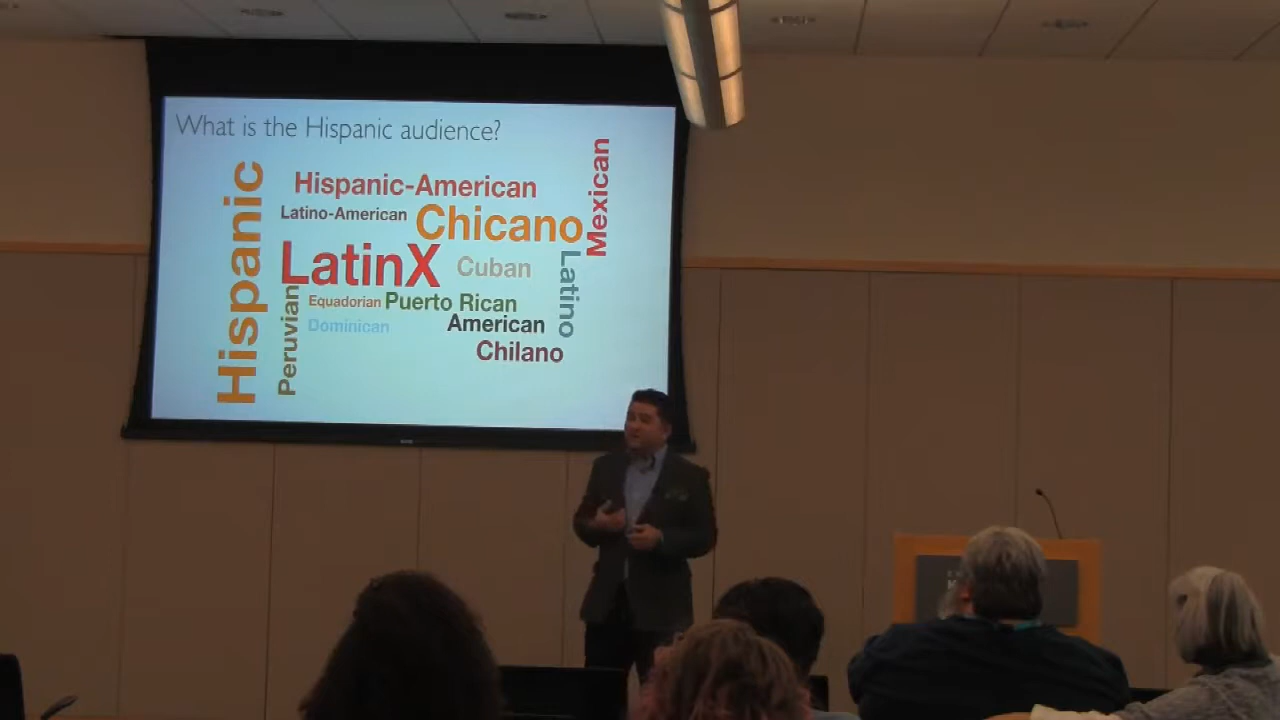 What is the Hispanic audience?
Hispanic
Hispanic-American
Mexican
Latino-American
Chicano
LatinX
Cuban
Latino
Peruvian
Equadorian
Puerto Rican
Dominican
American
Chilano